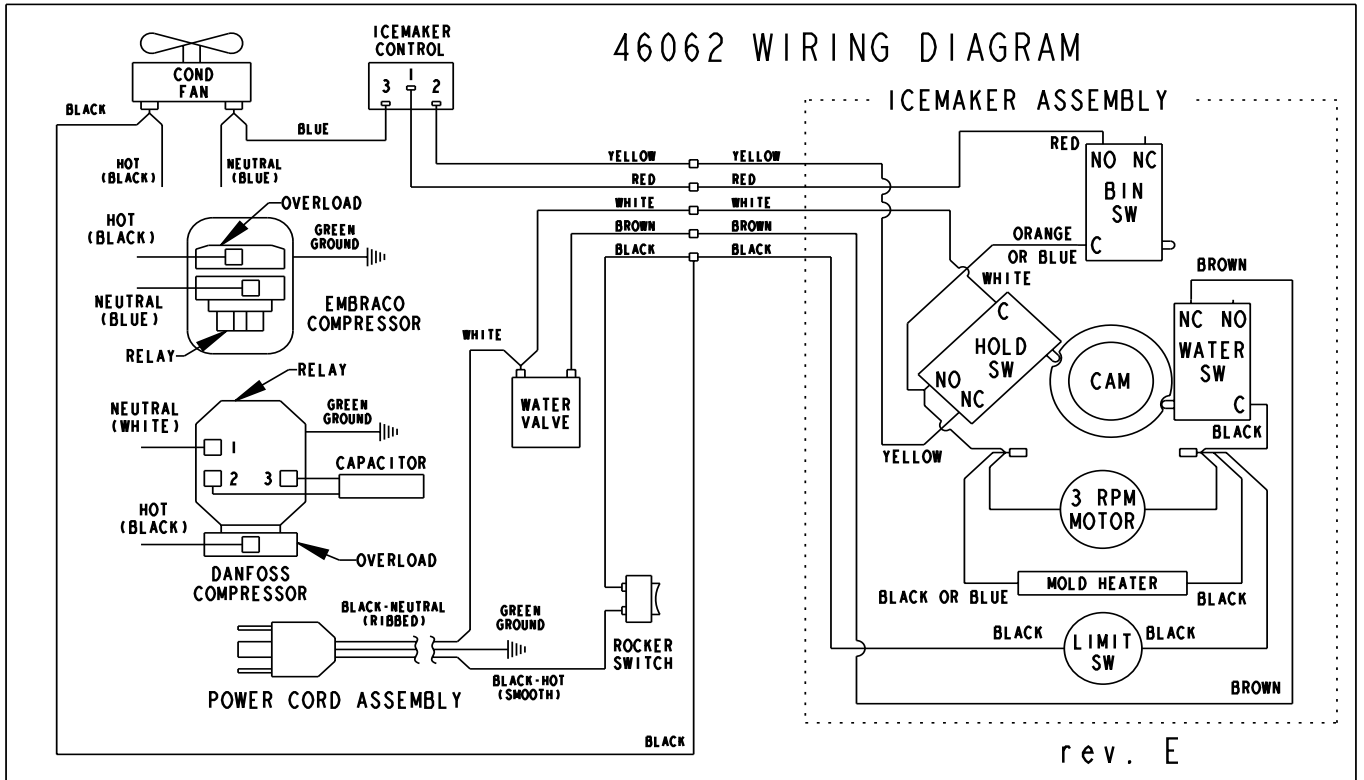 46062 WIRING DIAGRAM
ICEMAKER
CONTROL
3 1 2
COND
FAN
BLACK
BLUE
HOT
(BLACK)
NEUTRAL
(BLUE)
OVERLOAD
HOT
(BLACK)
GREEN
GROUND
NEUTRAL
(BLUE)
EMBRACO
COMPRESSOR
RELAY
RELAY
NEUTRAL
(WHITE)
GREEN
GROUND
1
2 3
CAPACITOR
HOT
(BLACK)
OVERLOAD
DANFOSS
COMPRESSOR
BLACK-NEUTRAL
(RIBBED)
GREEN
GROUND
BLACK-HOT
(SMOOTH)
POWER CORD ASSEMBLY
WHITE
WATER
VALVE
ROCKER
SWITCH
BLACK
YELLOW YELLOW
RED RED
WHITE WHITE
BROWN BROWN
BLACK BLACK
ICEMAKER ASSEMBLY
RED
NO NC
BIN
SW
C
ORANGE
OR BLUE
WHITE
C
HOLD
SW
NO
NC
YELLOW
CAM
BROWN
NC NO
WATER
SW
C
BLACK
3 RPM
MOTOR
MOLD HEATER
BLACK OR BLUE
BLACK
BLACK
LIMIT
SW
BLACK
BROWN
rev. E